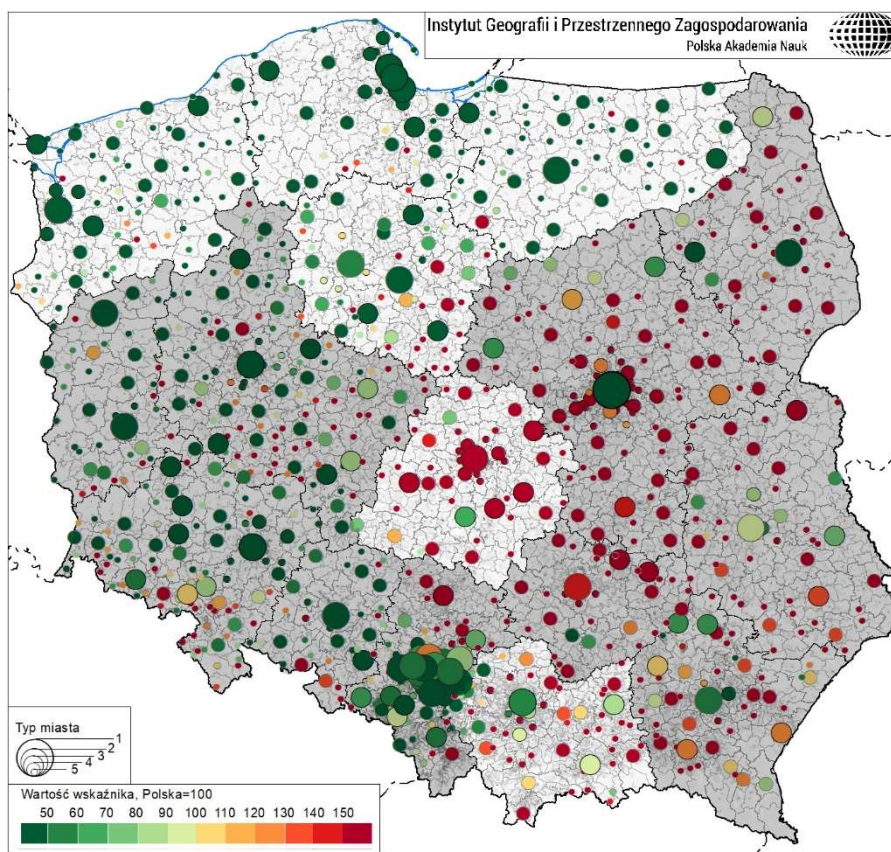 Instytut Geografii i Przestrzennego Zagospodarowania
Polska Akademia Nauk
Typ miasta
1
2
3
4
5
Wartość wskaźnika, Polska=100
50 60 70 80 90 100 110 120 130 140 150